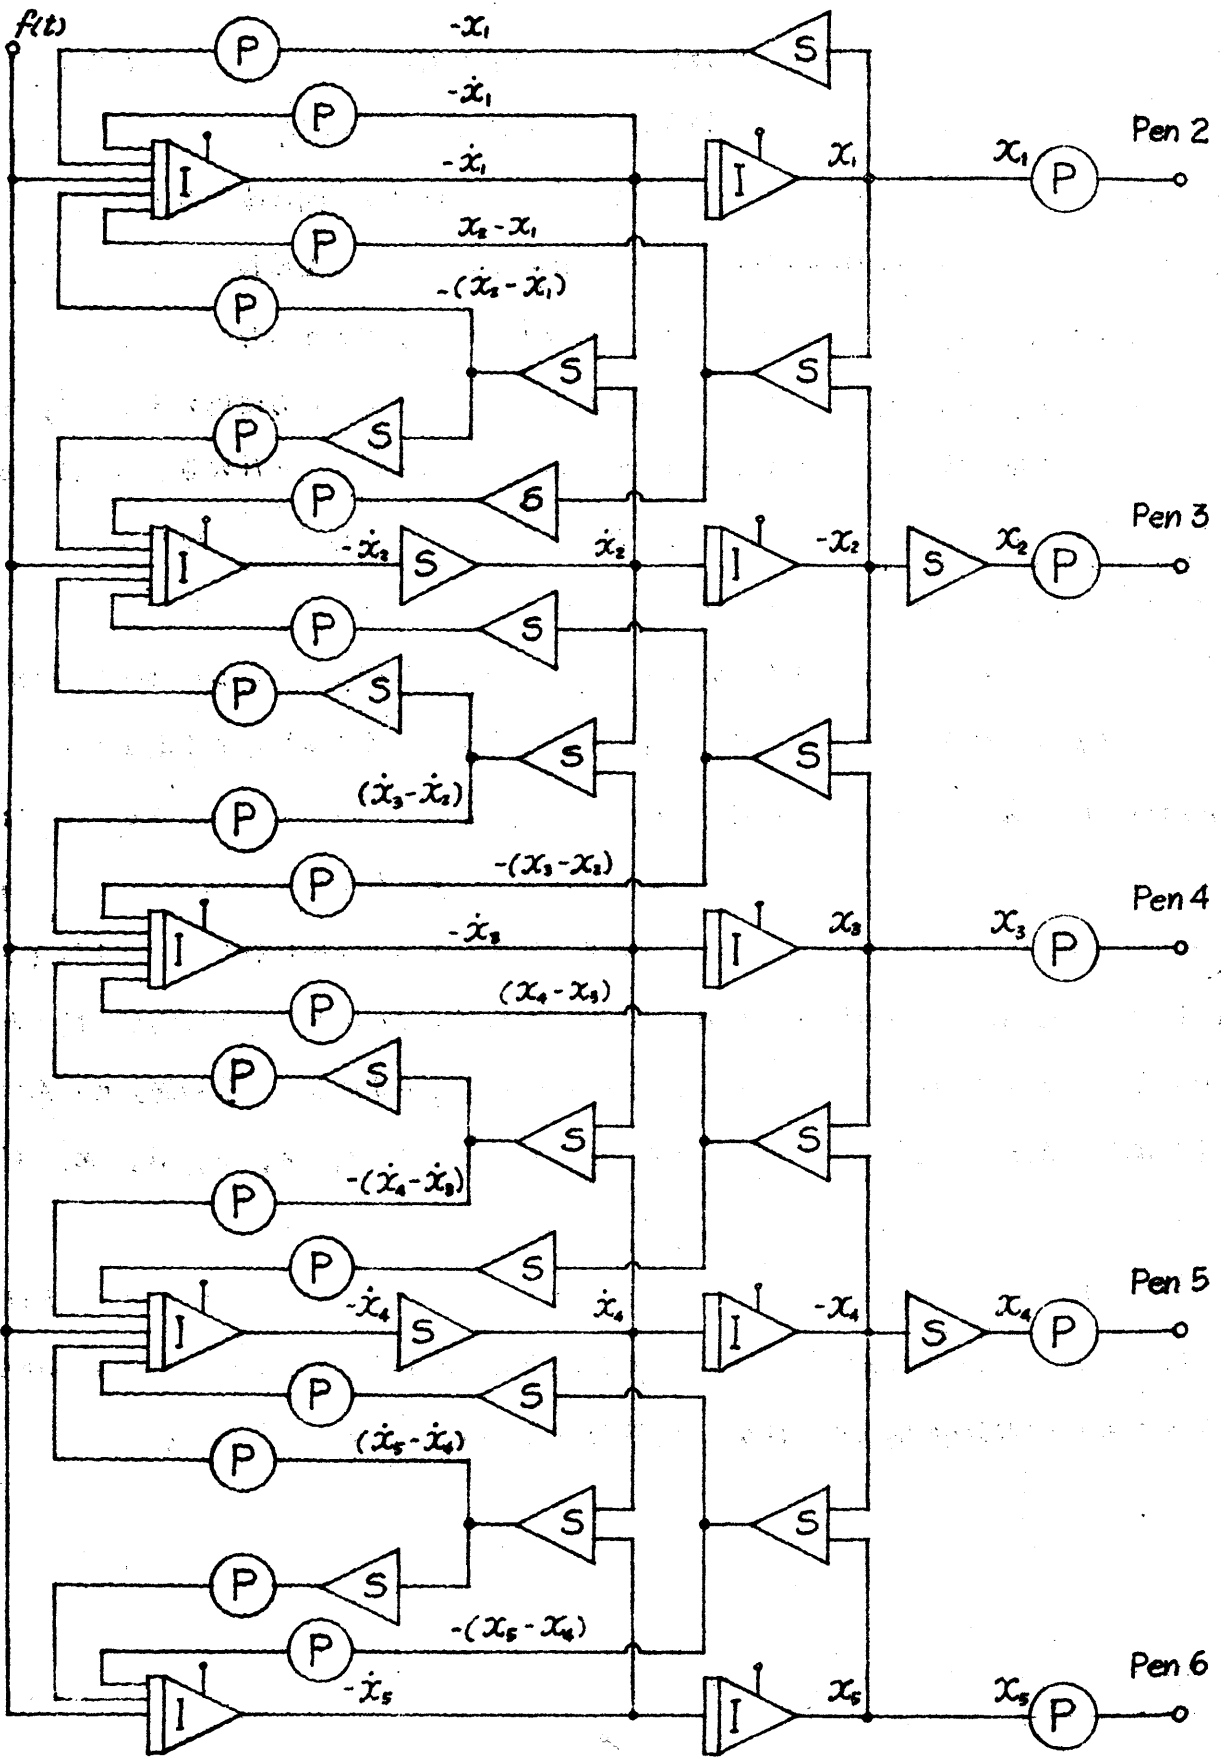 f(t)
P
-x₁
S
P
-ẋ₁
Pen 2
I
-ẋ₁
I
x₁
x₁
P
P
x₂ - x₁
P
-(ẋ₂ - ẋ₁)
S
S
P
S
P
S
Pen 3
I
-ẋ₂
S
ẋ₂
I
-x₂
S
x₂
P
P
S
P
S
S
S
(ẋ₃ - ẋ₂)
P
P
-(x₃ - x₂)
Pen 4
I
-ẋ₃
I
x₃
x₃
P
P
(x₄ - x₃)
P
S
S
S
P
-(ẋ₄ - ẋ₃)
P
S
Pen 5
I
-ẋ₄
S
ẋ₄
I
-x₄
S
x₄
P
P
S
P
(ẋ₅ - ẋ₄)
S
S
P
S
P
-(x₅ - x₄)
Pen 6
I
-ẋ₅
I
x₅
x₅
P